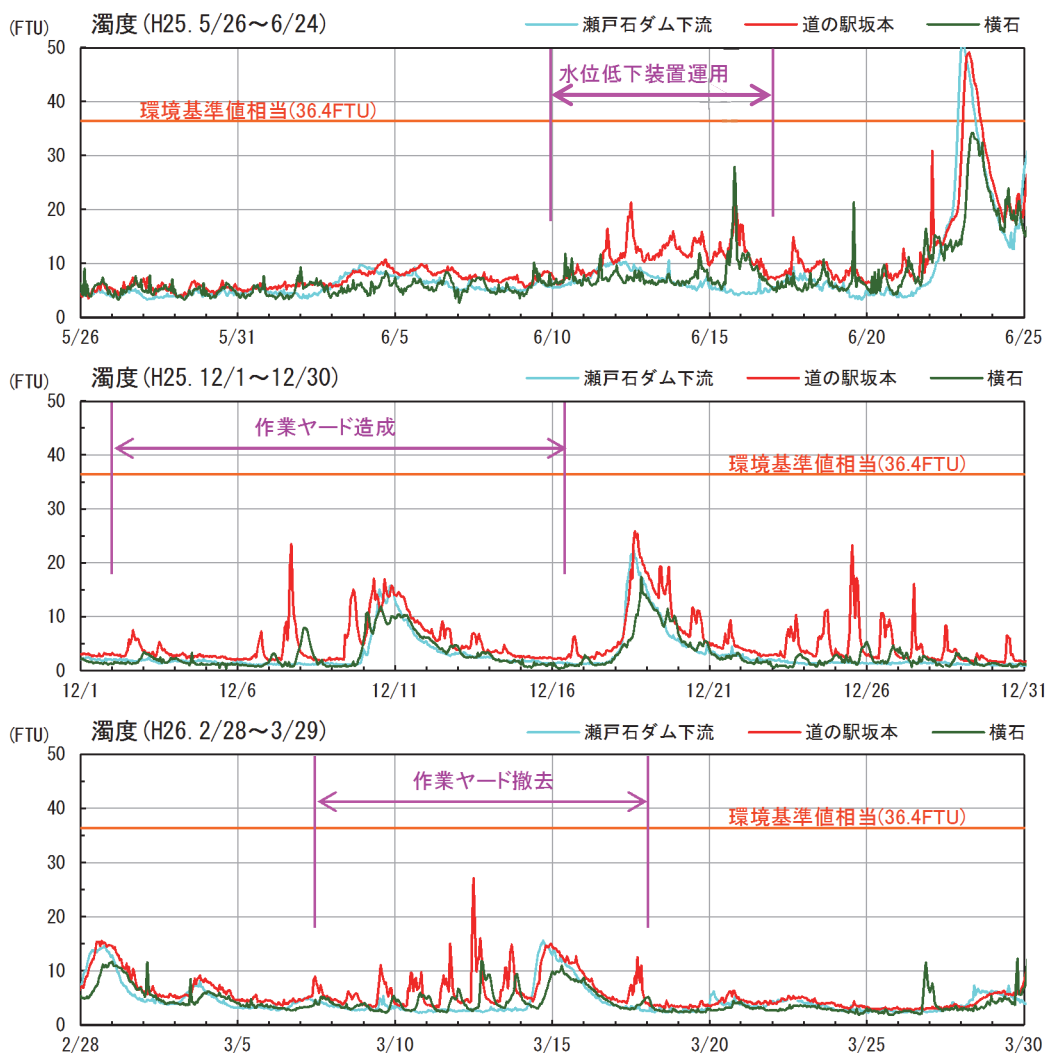 (FTU) 濁度(H25. 5/26～6/24) 瀬戸石ダム下流 道の駅坂本 横石
50
水位低下装置運用
40
環境基準値相当(36.4FTU)
30
20
10
0
5/26 5/31 6/5 6/10 6/15 6/20 6/25
(FTU) 濁度(H25. 12/1～12/30) 瀬戸石ダム下流 道の駅坂本 横石
50
作業ヤード造成
40
環境基準値相当(36.4FTU)
30
20
10
0
12/1 12/6 12/11 12/16 12/21 12/26 12/31
(FTU) 濁度(H26. 2/28～3/29) 瀬戸石ダム下流 道の駅坂本 横石
50
作業ヤード撤去
40
環境基準値相当(36.4FTU)
30
20
10
0
2/28 3/5 3/10 3/15 3/20 3/25 3/30